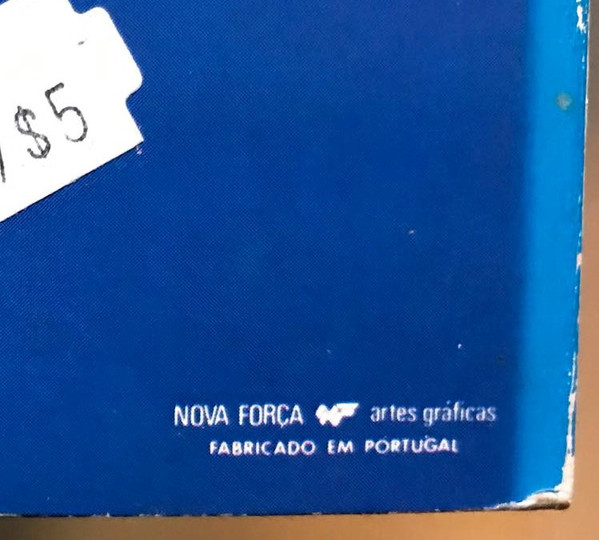 /$5
NOVA FORÇA artes gráficas
FABRICADO EM PORTUGAL